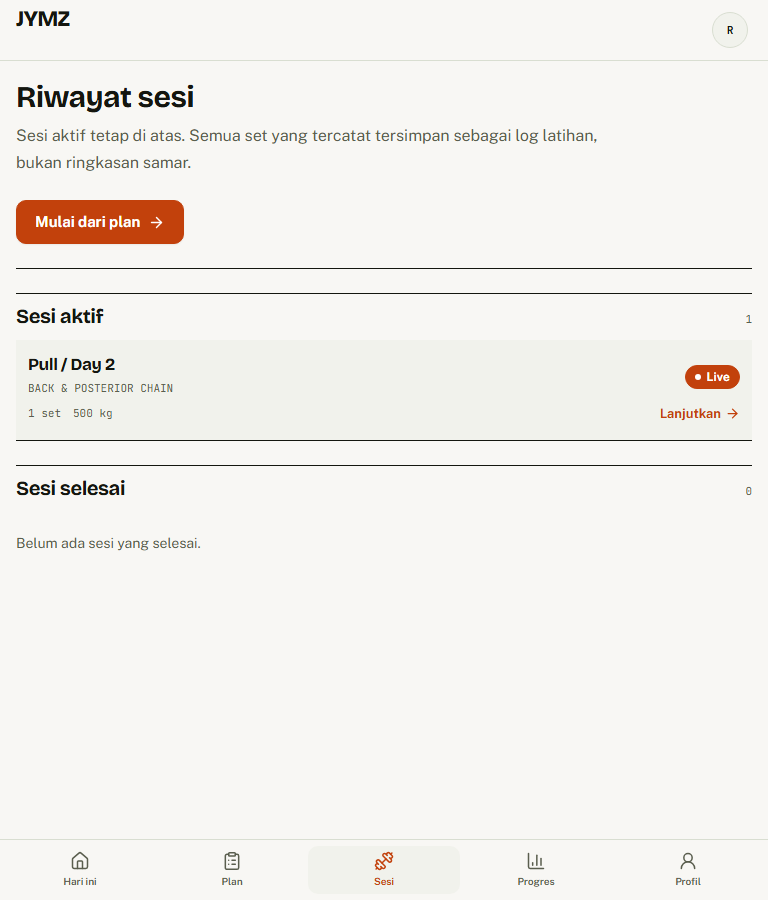 JYMZ
R
Riwayat sesi
Sesi aktif tetap di atas. Semua set yang tercatat tersimpan sebagai log latihan,
bukan ringkasan samar.
Mulai dari plan →
Sesi aktif
1
Pull / Day 2
BACK & POSTERIOR CHAIN
1 set 500 kg
Live
Lanjutkan →
Sesi selesai
0
Belum ada sesi yang selesai.
Hari ini
Plan
Sesi
Progres
Profil